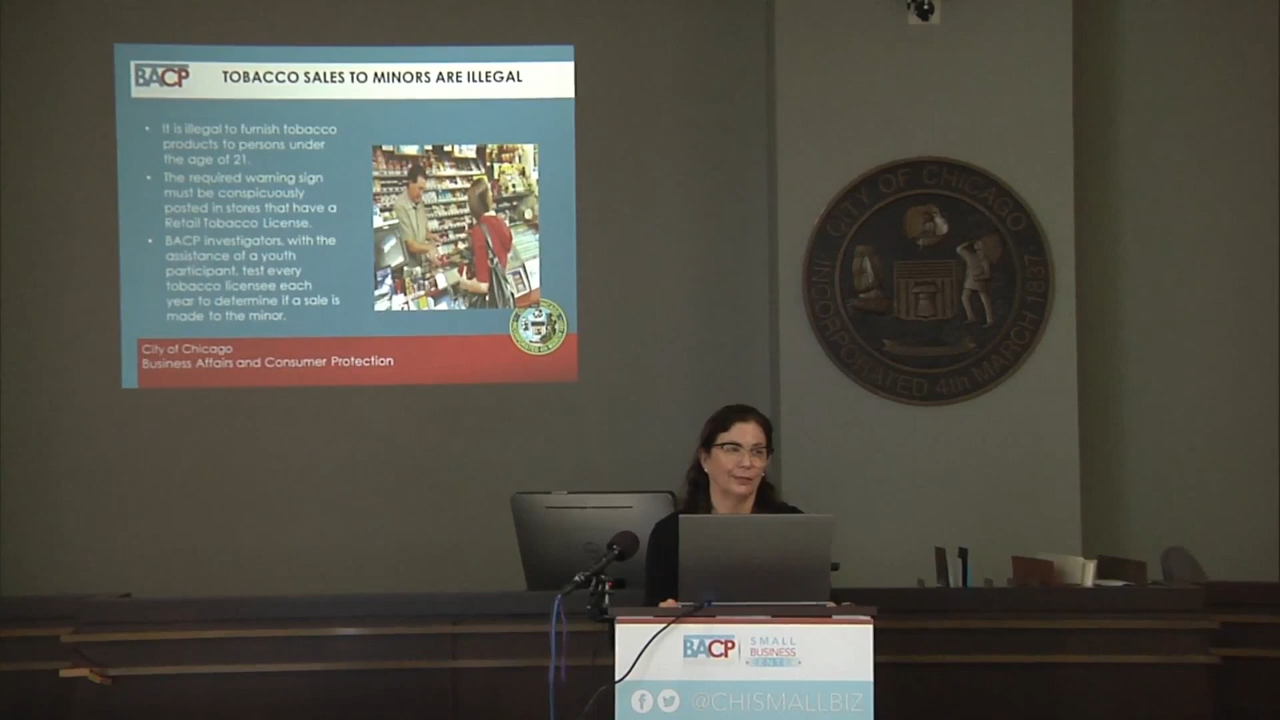 BACP
TOBACCO SALES TO MINORS ARE ILLEGAL
• It is illegal to furnish tobacco
products to persons under
the age of 21.
• The required warning sign
must be conspicuously
posted in stores that have a
Retail Tobacco License.
• BACP investigators, with the
assistance of a youth
participant, test every
tobacco licensee each
year to determine if a sale is
made to the minor.
City of Chicago
Business Affairs and Consumer Protection
CITY OF CHICAGO
INCORPORATED 4th MARCH 1837
BACP
SMALL
BUSINESS
CENTER
@CHISMALLBIZ